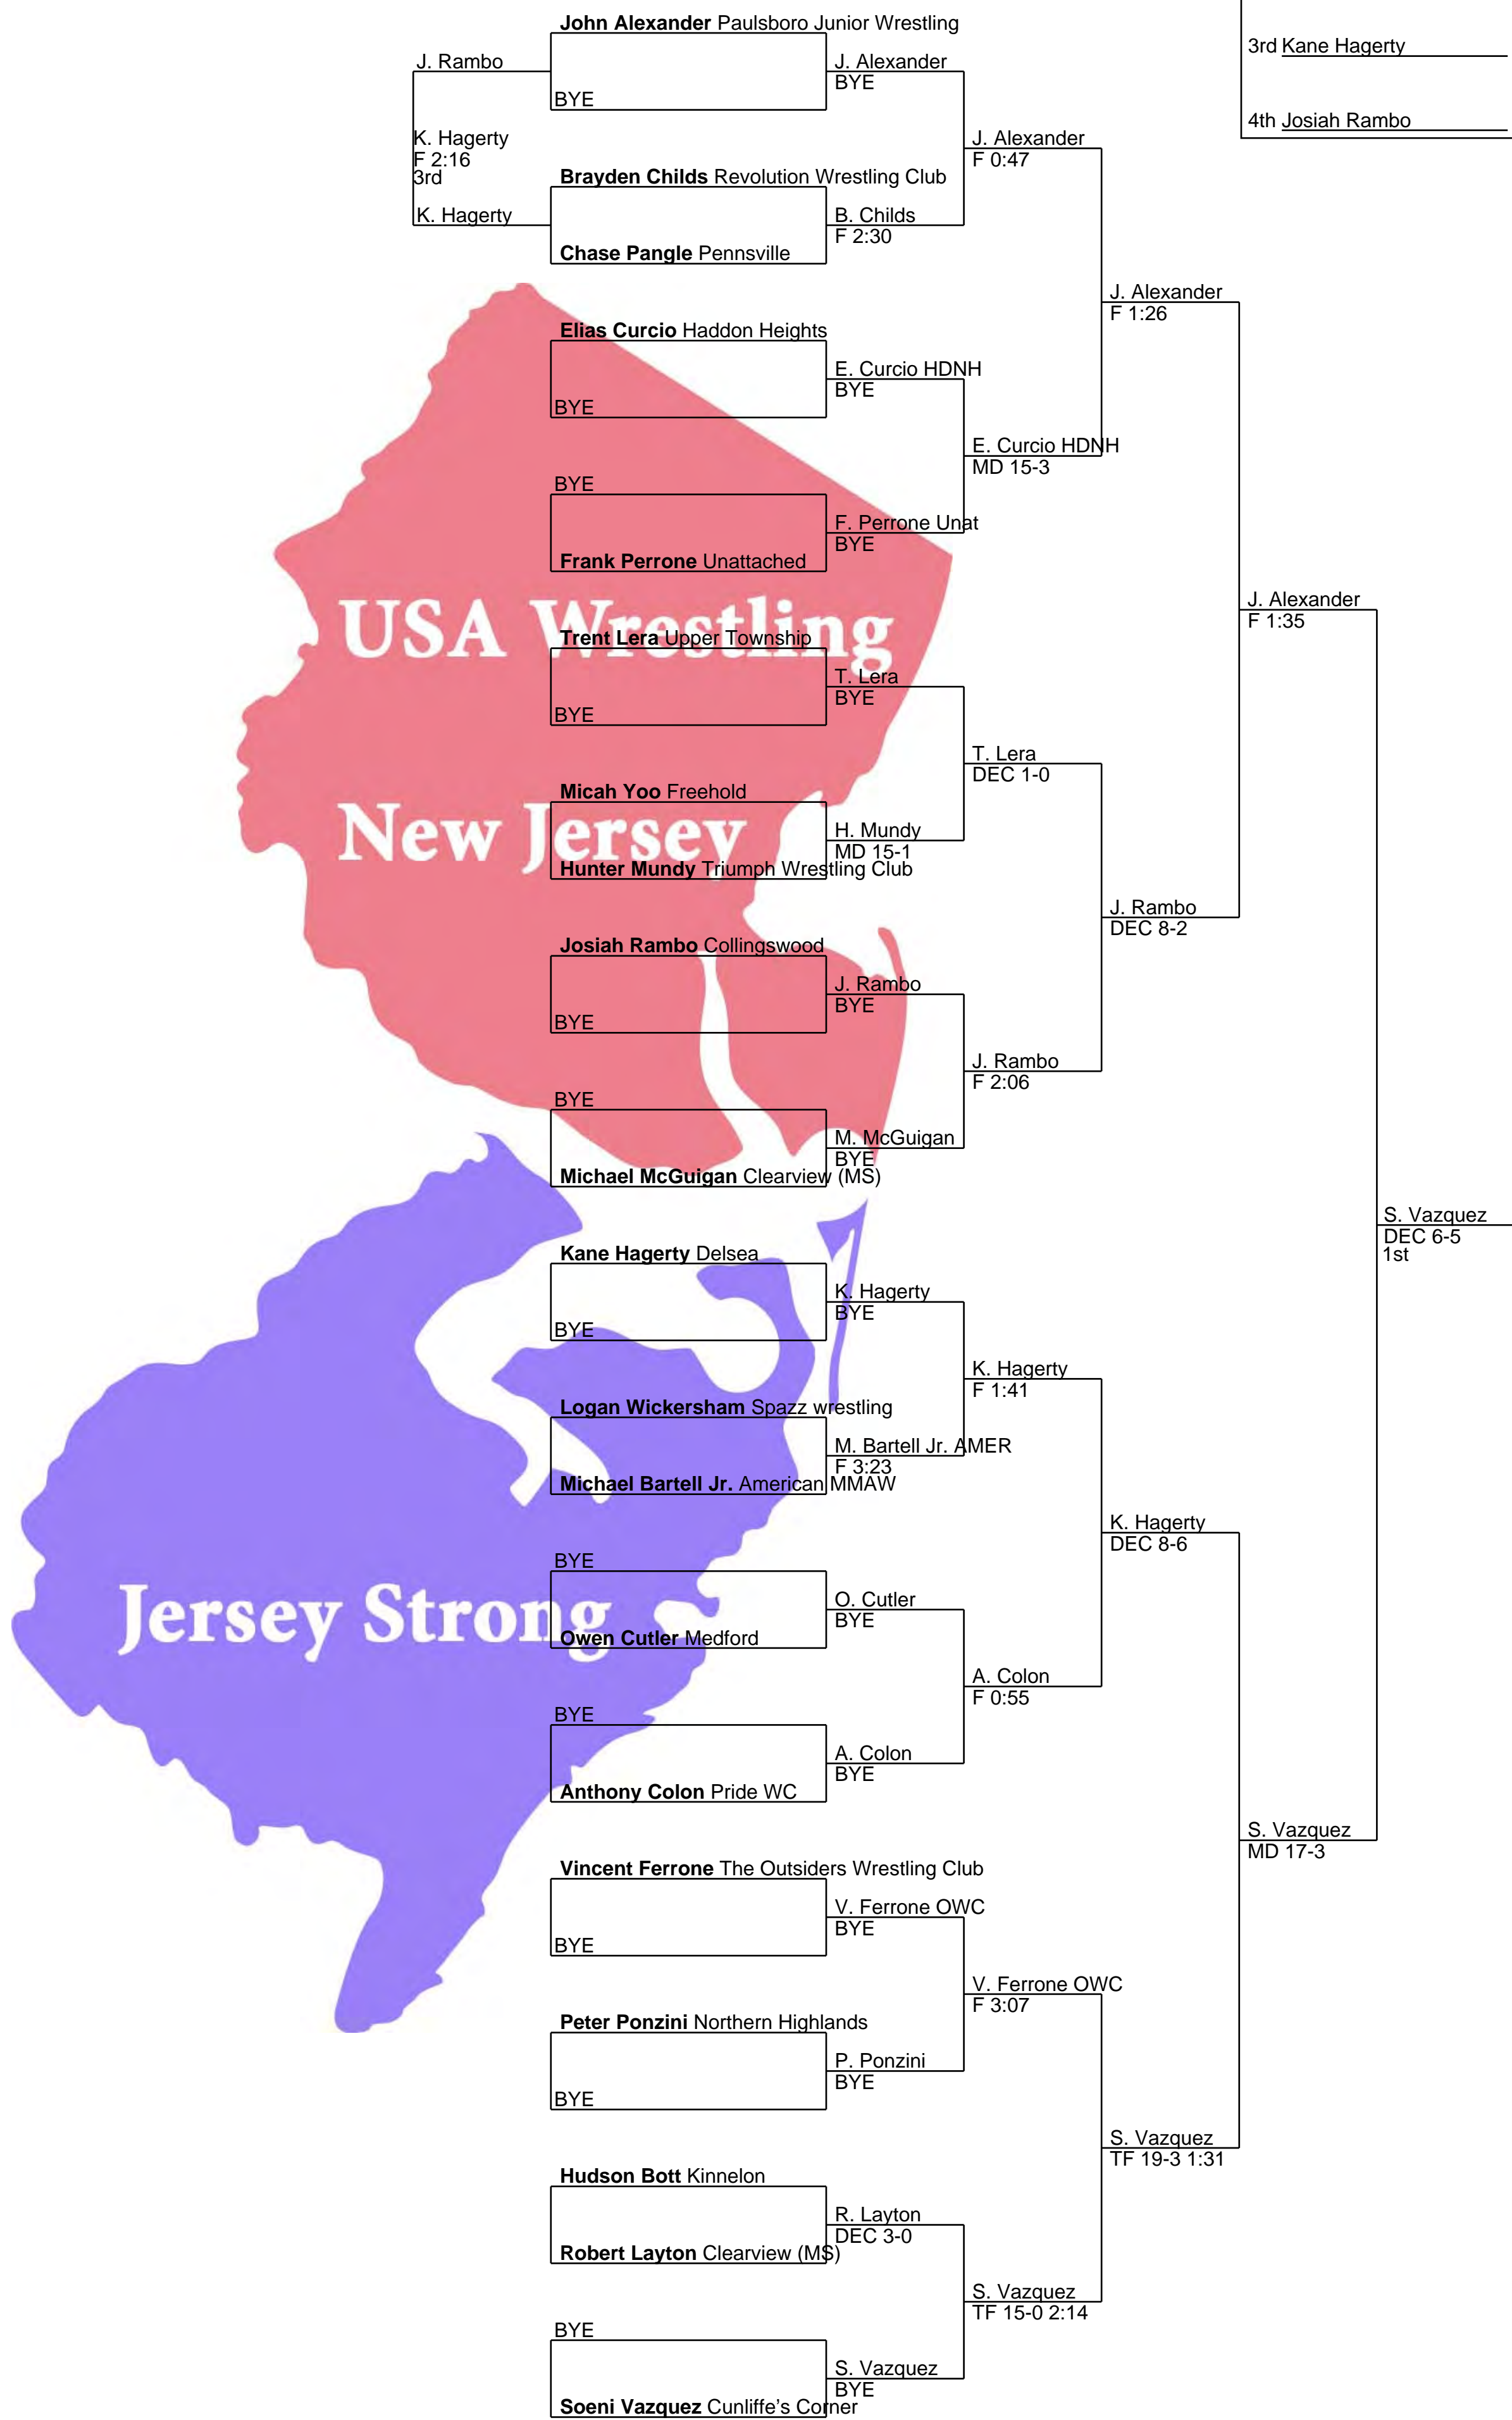 John Alexander Paulsboro Junior Wrestling
3rd Kane Hagerty
J. Rambo
J. Alexander
BYE
BYE
4th Josiah Rambo
K. Hagerty
F 2:16
3rd
J. Alexander
F 0:47
Brayden Childs Revolution Wrestling Club
K. Hagerty
B. Childs
F 2:30
Chase Pangle Pennsville
J. Alexander
F 1:26
Elias Curcio Haddon Heights
E. Curcio HDNH
BYE
BYE
E. Curcio HDNH
MD 15-3
BYE
F. Perrone Unat
BYE
Frank Perrone Unattached
J. Alexander
F 1:35
USA Wrestling
Trent Lera Upper Township
T. Lera
BYE
BYE
T. Lera
DEC 1-0
Micah Yoo Freehold
New Jersey
H. Mundy
MD 15-1
Hunter Mundy Triumph Wrestling Club
J. Rambo
DEC 8-2
Josiah Rambo Collingswood
J. Rambo
BYE
BYE
J. Rambo
F 2:06
BYE
M. McGuigan
BYE
Michael McGuigan Clearview (MS)
S. Vazquez
DEC 6-5
1st
Kane Hagerty Delsea
K. Hagerty
BYE
BYE
K. Hagerty
F 1:41
Logan Wickersham Spazz wrestling
M. Bartell Jr. AMER
F 3:23
Michael Bartell Jr. American MMAW
K. Hagerty
DEC 8-6
BYE
O. Cutler
BYE
Jersey Strong
Owen Cutler Medford
A. Colon
F 0:55
BYE
A. Colon
BYE
Anthony Colon Pride WC
S. Vazquez
MD 17-3
Vincent Ferrone The Outsiders Wrestling Club
V. Ferrone OWC
BYE
BYE
V. Ferrone OWC
F 3:07
Peter Ponzini Northern Highlands
P. Ponzini
BYE
BYE
S. Vazquez
TF 19-3 1:31
Hudson Bott Kinnelon
R. Layton
DEC 3-0
Robert Layton Clearview (MS)
S. Vazquez
TF 15-0 2:14
BYE
S. Vazquez
BYE
Soeni Vazquez Cunliffe's Corner